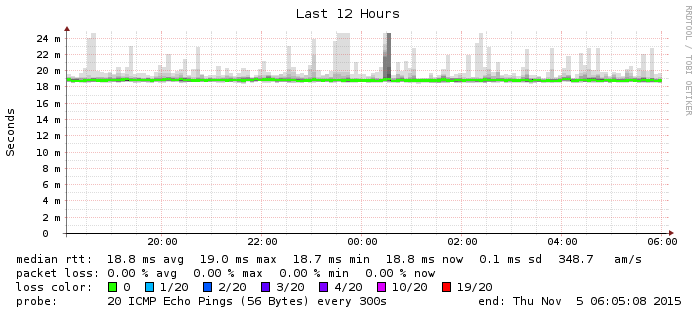 Last 12 Hours
RRDTOOL / TOBI OETIKER
Seconds
24 m
22 m
20 m
18 m
16 m
14 m
12 m
10 m
8 m
6 m
4 m
2 m
0
20:00 22:00 00:00 02:00 04:00 06:00
median rtt: 18.8 ms avg 19.0 ms max 18.7 ms min 18.8 ms now 0.1 ms sd 348.7 am/s
packet loss: 0.00 % avg 0.00 % max 0.00 % min 0.00 % now
loss color: 0 1/20 2/20 3/20 4/20 10/20 19/20
probe: 20 ICMP Echo Pings (56 Bytes) every 300s end: Thu Nov 5 06:05:08 2015